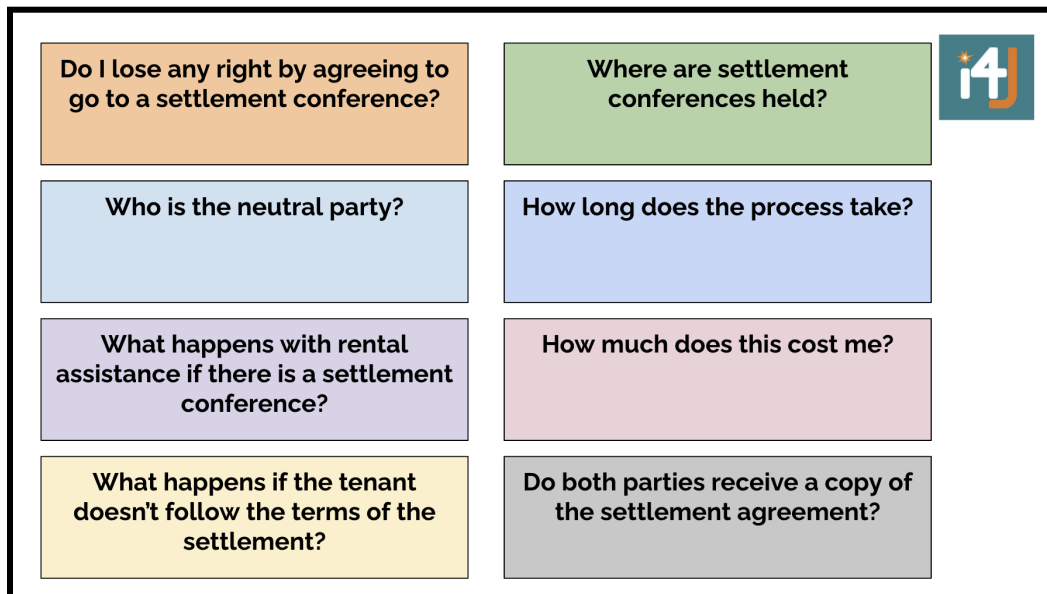 Do I lose any right by agreeing to
go to a settlement conference?
Where are settlement
conferences held?
i4J
Who is the neutral party?
How long does the process take?
What happens with rental
assistance if there is a settlement
conference?
How much does this cost me?
What happens if the tenant
doesn’t follow the terms of the
settlement?
Do both parties receive a copy of
the settlement agreement?